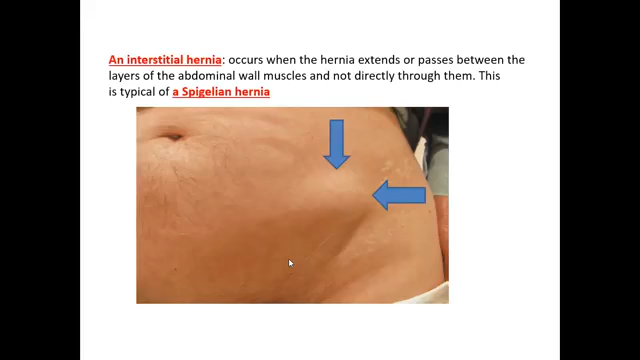 An interstitial hernia: occurs when the hernia extends or passes between the
layers of the abdominal wall muscles and not directly through them. This
is typical of a Spigelian hernia